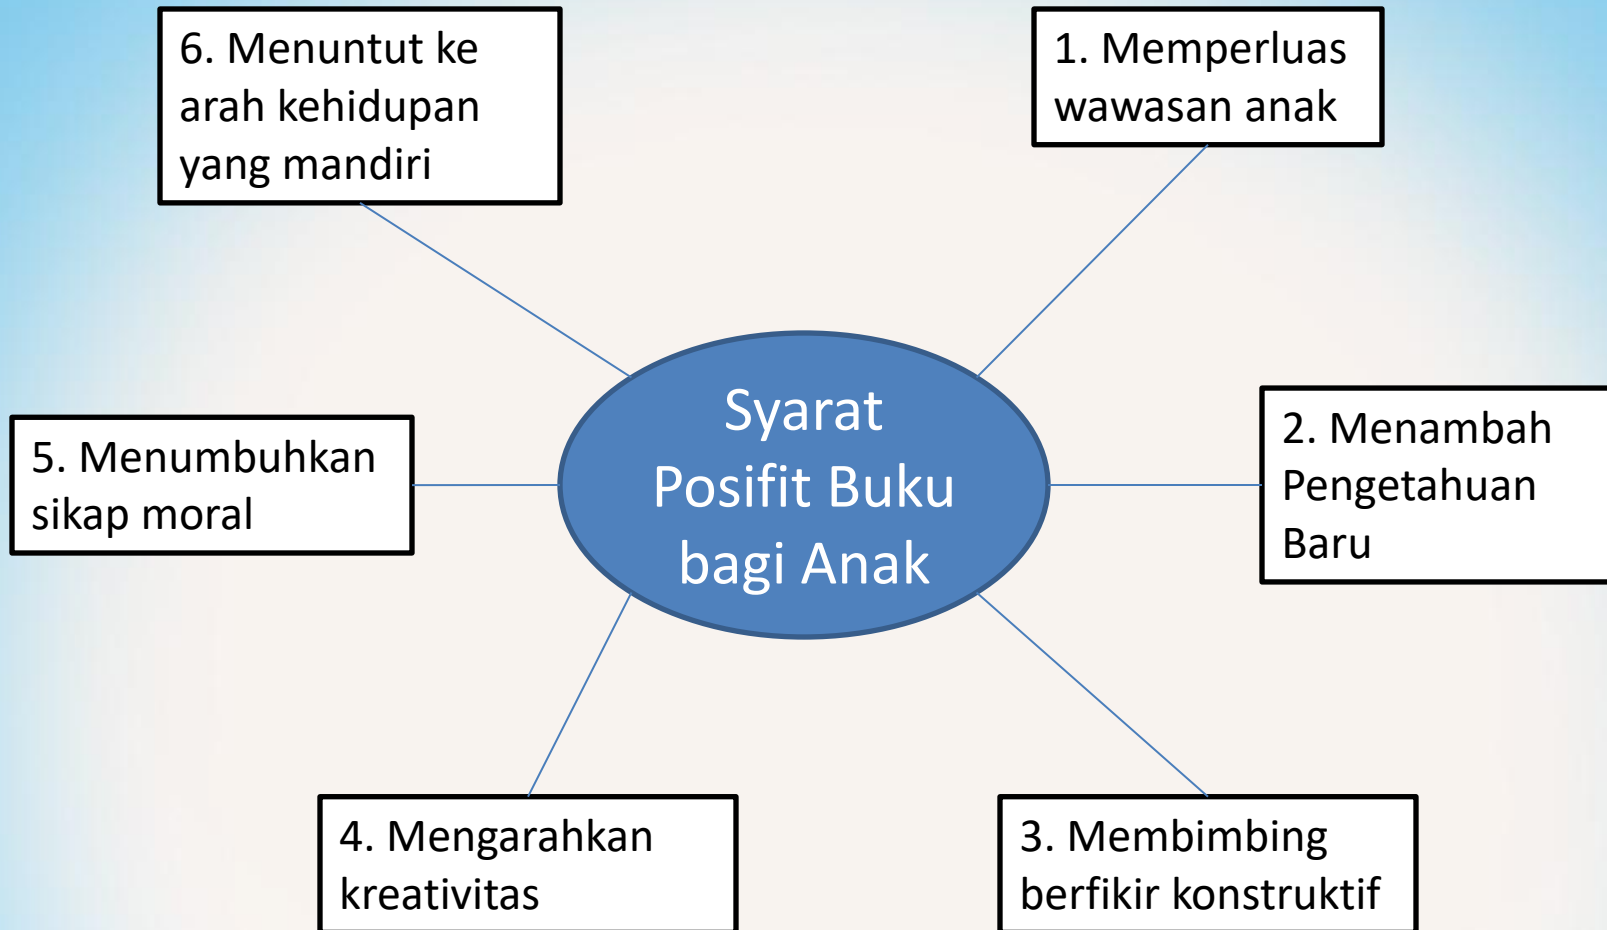 6. Menuntut ke
arah kehidupan
yang mandiri
1. Memperluas
wawasan anak
Syarat
Posifit Buku
bagi Anak
2. Menambah
Pengetahuan
Baru
5. Menumbuhkan
sikap moral
4. Mengarahkan
kreativitas
3. Membimbing
berfikir konstruktif